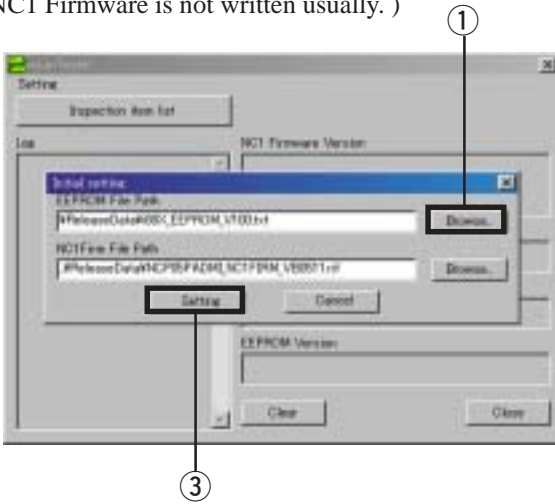 NC1 Firmware is not written usually. )
①
Setting
Inspection item list
Log
NC1 Firmware Version
Initial setting
EEPROM File Path
Browse..
NC1Firm File Path
Browse..
Setting
Cancel
EEPROM Version
Clear
Close
③